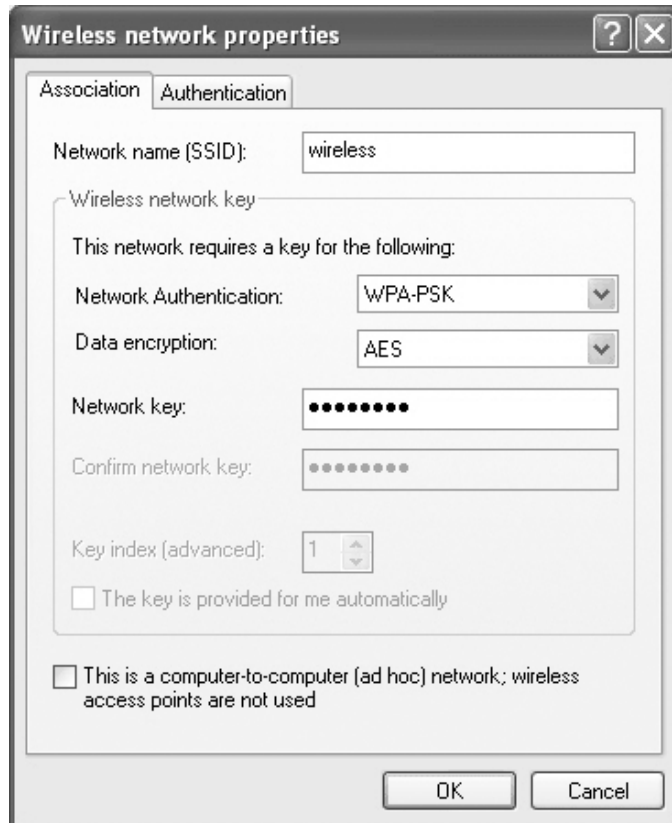 Wireless network properties
Association
Authentication
Network name (SSID):
wireless
Wireless network key
This network requires a key for the following:
Network Authentication:
WPA-PSK
Data encryption:
AES
Network key:
••••••••
Confirm network key:
••••••••
Key index (advanced):
1
The key is provided for me automatically
This is a computer-to-computer (ad hoc) network; wireless
access points are not used
OK
Cancel